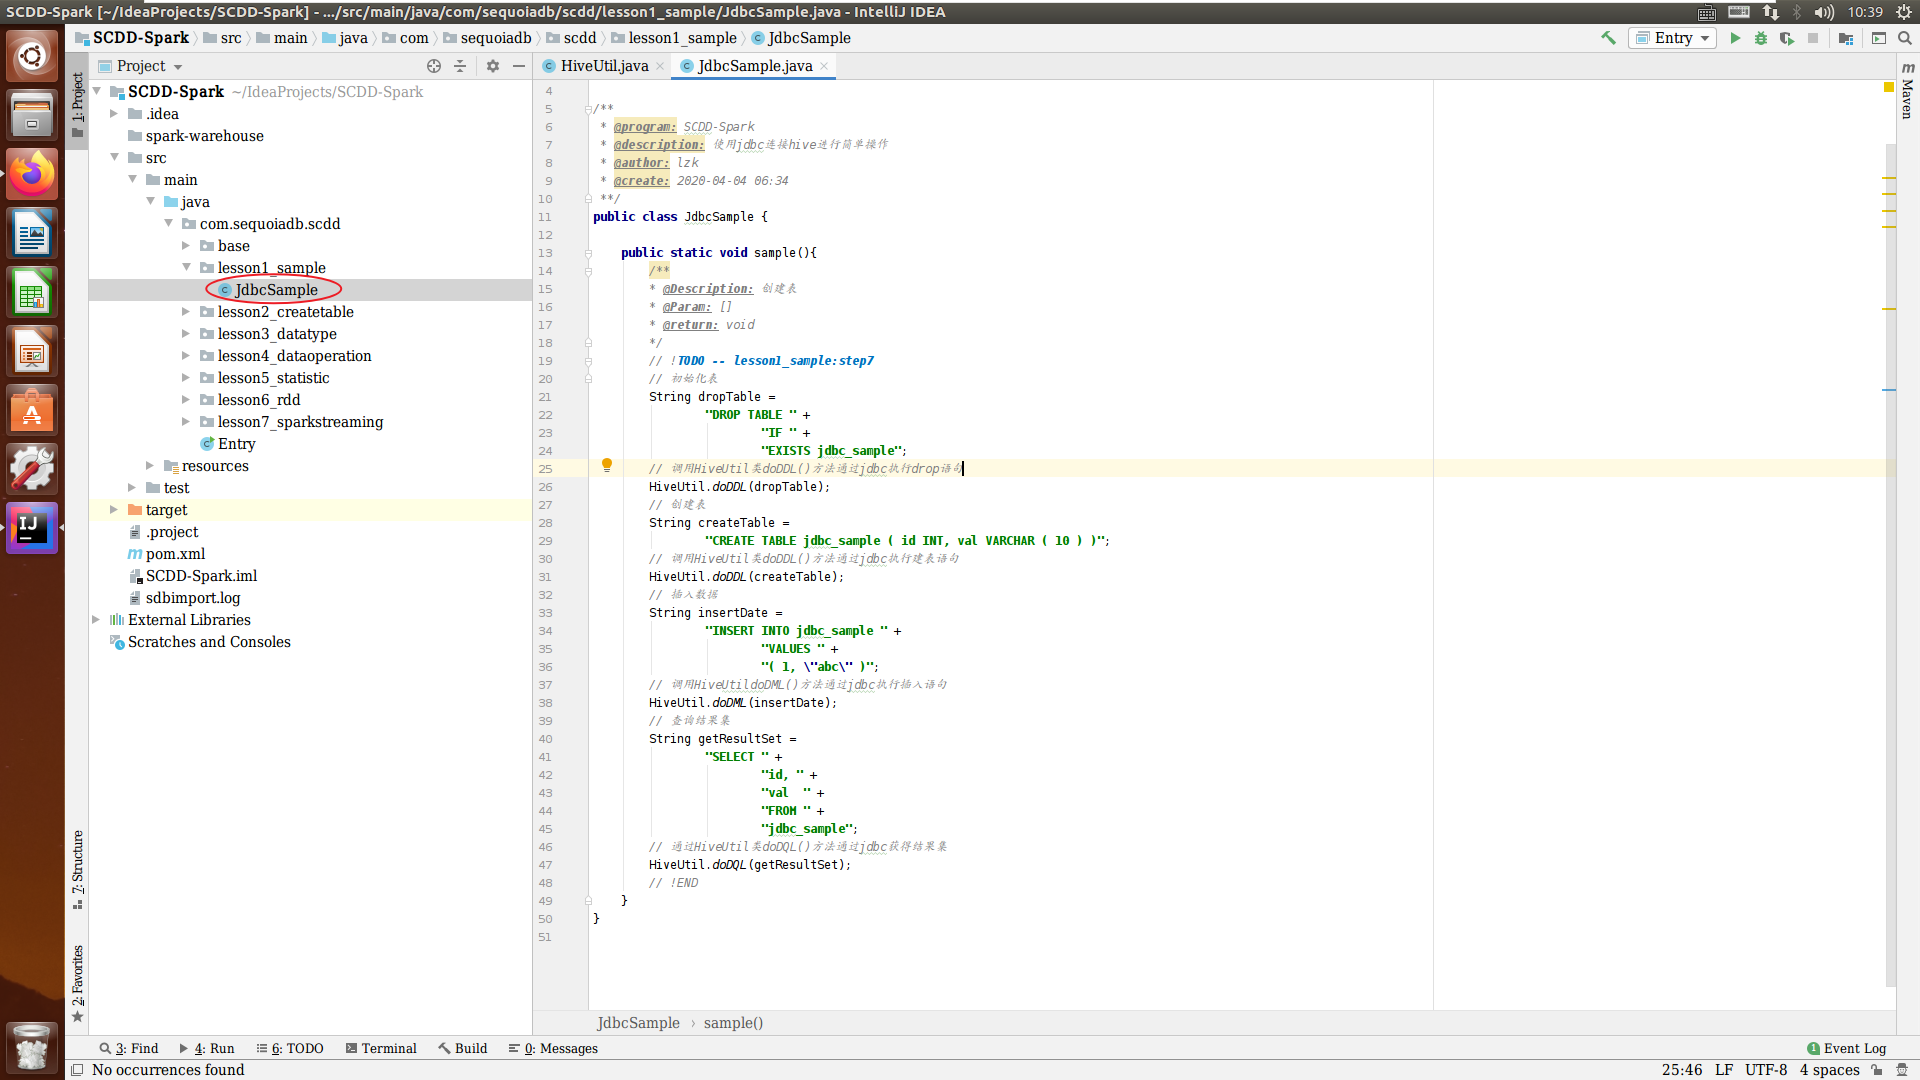 SCDD-Spark [~/IdeaProjects/SCDD-Spark] - .../src/main/java/com/sequoiadb/scdd/lesson1_sample/JdbcSample.java - IntelliJ IDEA
10:39
SCDD-Spark src main java com sequoiadb scdd lesson1_sample JdbcSample
Entry
Project
HiveUtil.java
JdbcSample.java
1: Project
7: Structure
2: Favorites
Maven
SCDD-Spark ~/IdeaProjects/SCDD-Spark
.idea
spark-warehouse
src
main
java
com.sequoiadb.scdd
base
lesson1_sample
JdbcSample
lesson2_createtable
lesson3_datatype
lesson4_dataoperation
lesson5_statistic
lesson6_rdd
lesson7_sparkstreaming
Entry
resources
test
target
.project
pom.xml
SCDD-Spark.iml
sdbimport.log
External Libraries
Scratches and Consoles
4
5 /**
6 * @program: SCDD-Spark
7 * @description: 使用jdbc连接hive进行简单操作
8 * @author: lzk
9 * @create: 2020-04-04 06:34
10 **/
11 public class JdbcSample {
12
13 public static void sample(){
14 /**
15 * @Description: 创建表
16 * @Param: []
17 * @return: void
18 */
19 // !TODO -- lesson1_sample:step7
20 // 初始化表
21 String dropTable =
22 "DROP TABLE " +
23 "IF " +
24 "EXISTS jdbc_sample";
25 // 调用HiveUtil类doDDL()方法通过jdbc执行drop语句
26 HiveUtil.doDDL(dropTable);
27 // 创建表
28 String createTable =
29 "CREATE TABLE jdbc_sample ( id INT, val VARCHAR ( 10 ) )";
30 // 调用HiveUtil类doDDL()方法通过jdbc执行建表语句
31 HiveUtil.doDDL(createTable);
32 // 插入数据
33 String insertDate =
34 "INSERT INTO jdbc_sample " +
35 "VALUES " +
36 "( 1, \"abc\" )";
37 // 调用HiveUtildoDML()方法通过jdbc执行插入语句
38 HiveUtil.doDML(insertDate);
39 // 查询结果集
40 String getResultSet =
41 "SELECT " +
42 "id, " +
43 "val  " +
44 "FROM " +
45 "jdbc_sample";
46 // 通过HiveUtil类doDQL()方法通过jdbc获得结果集
47 HiveUtil.doDQL(getResultSet);
48 // !END
49 }
50 }
51
JdbcSample › sample()
3: Find 4: Run 6: TODO Terminal Build 0: Messages 1 Event Log
No occurrences found 25:46 LF UTF-8 4 spaces